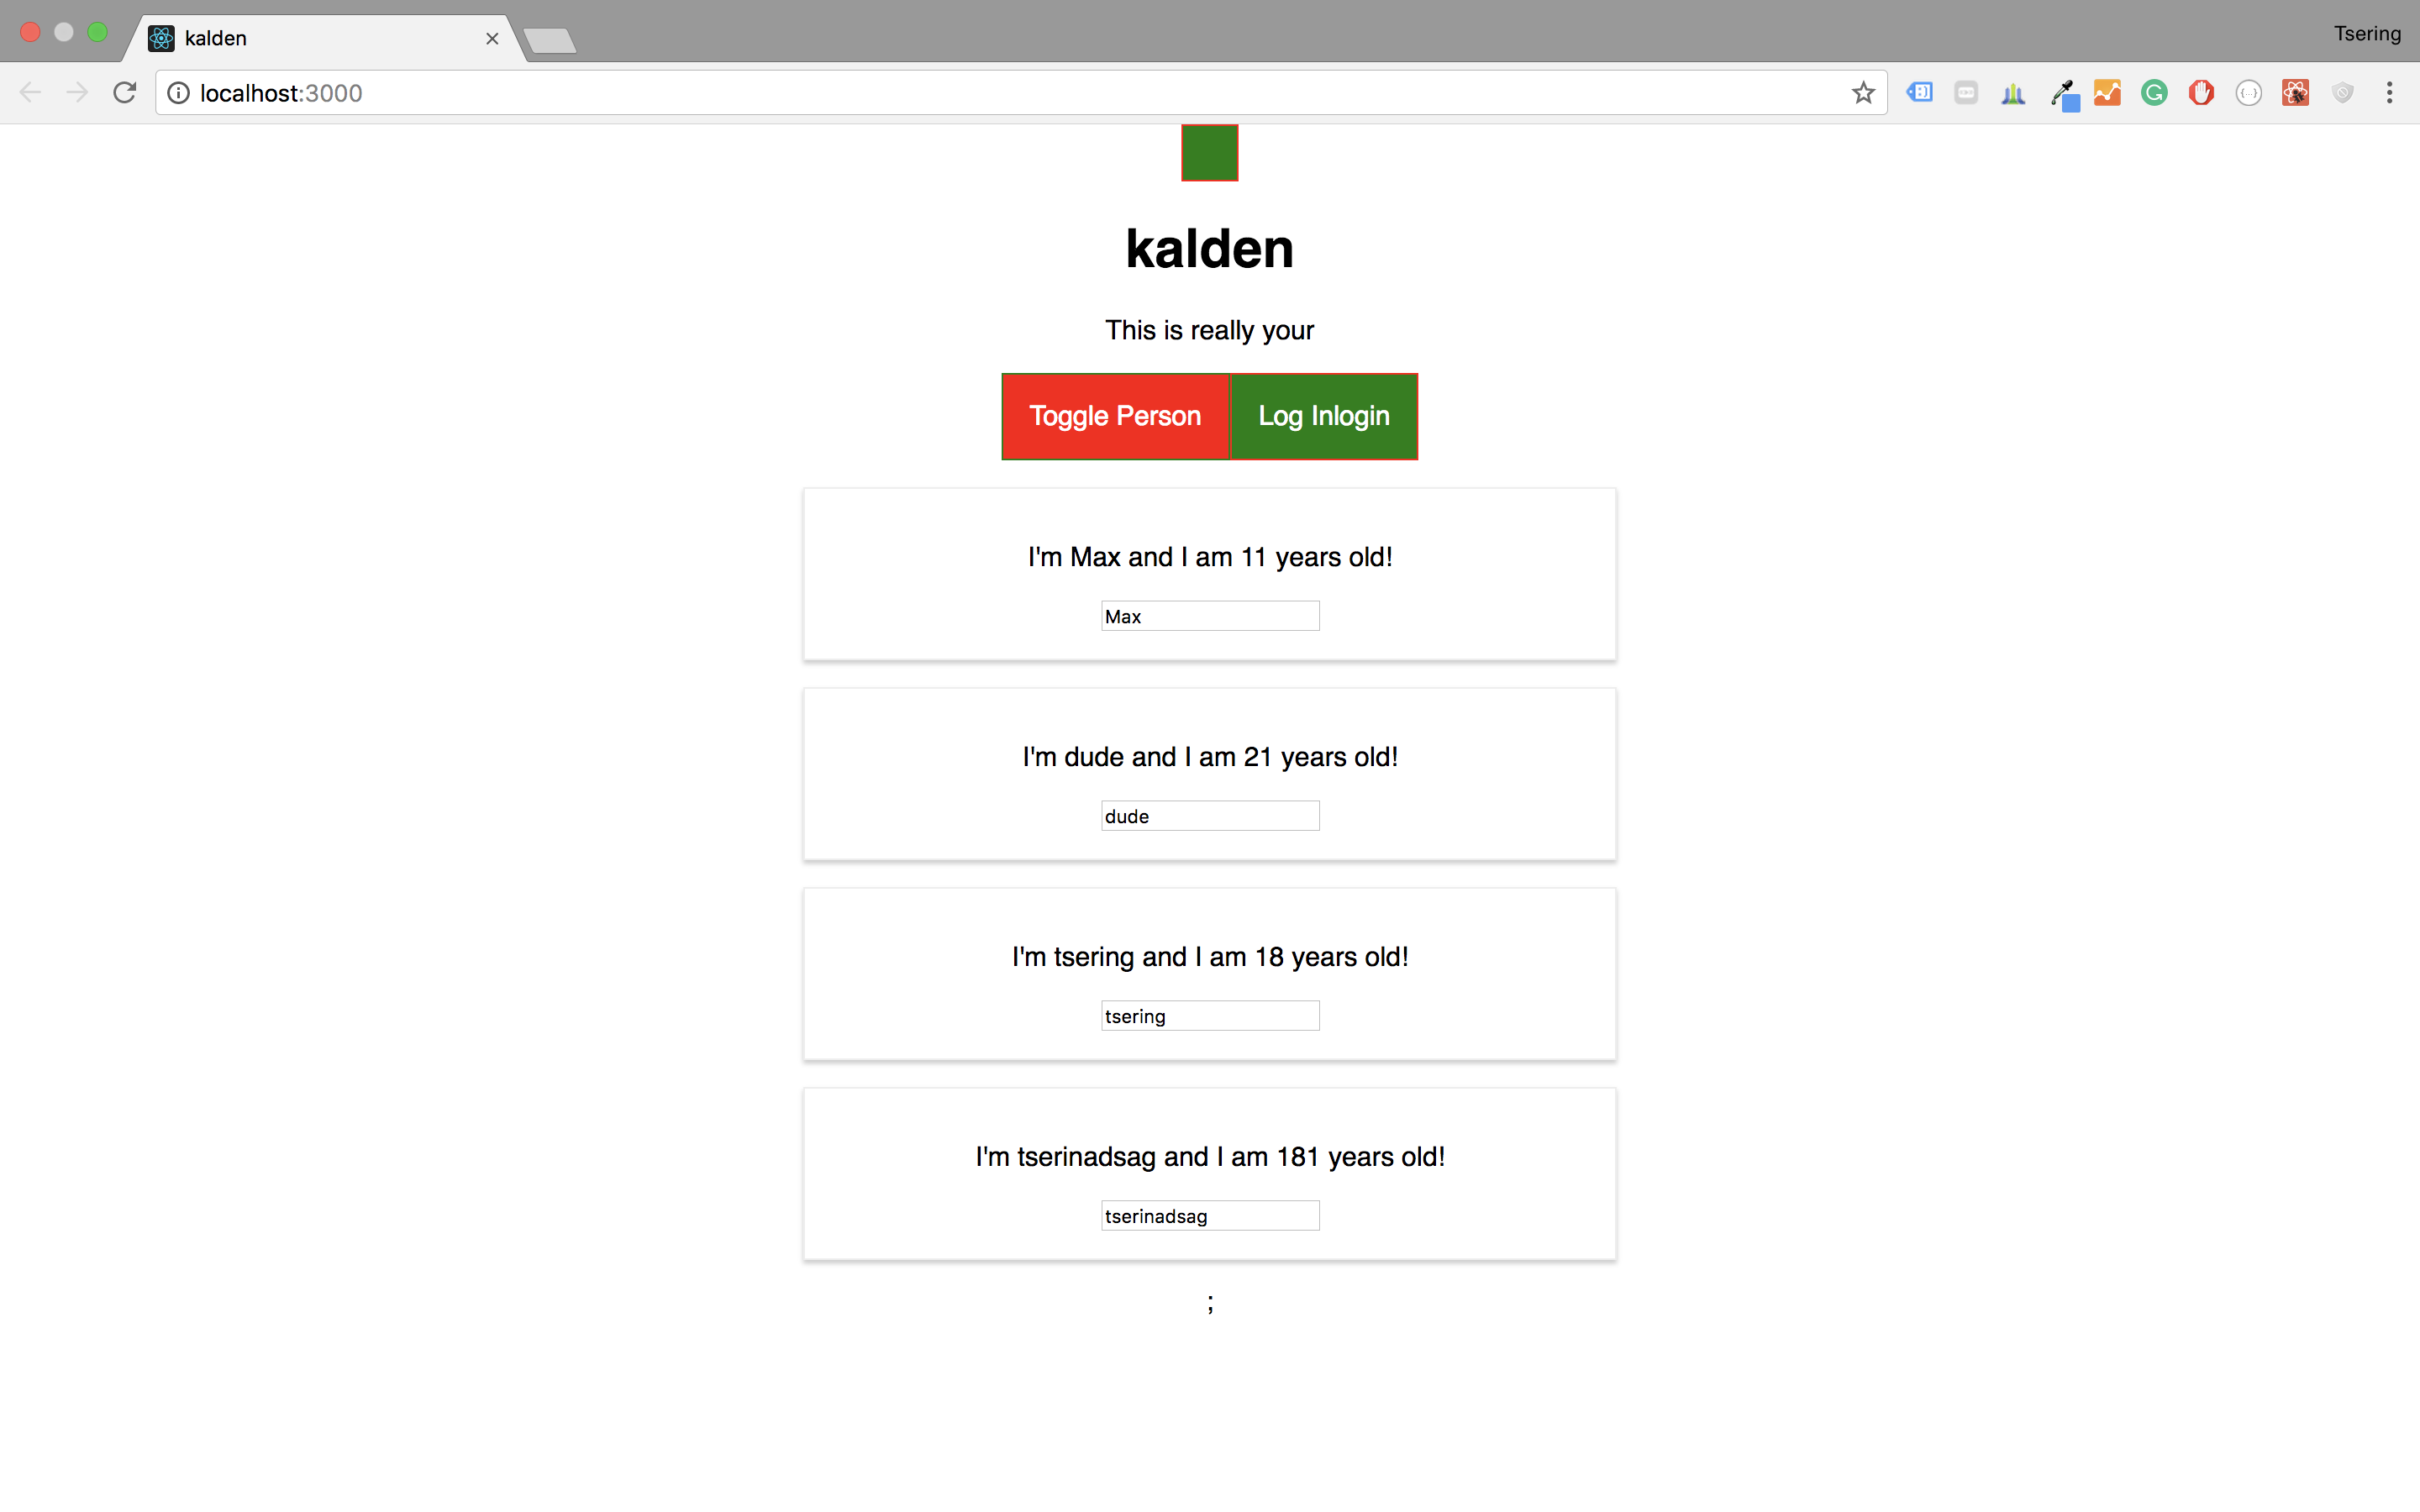 kalden
Tsering
localhost:3000
kalden
This is really your
Toggle Person Log Inlogin
I'm Max and I am 11 years old!
Max
I'm dude and I am 21 years old!
dude
I'm tsering and I am 18 years old!
tsering
I'm tserinadsag and I am 181 years old!
tserinadsag
;